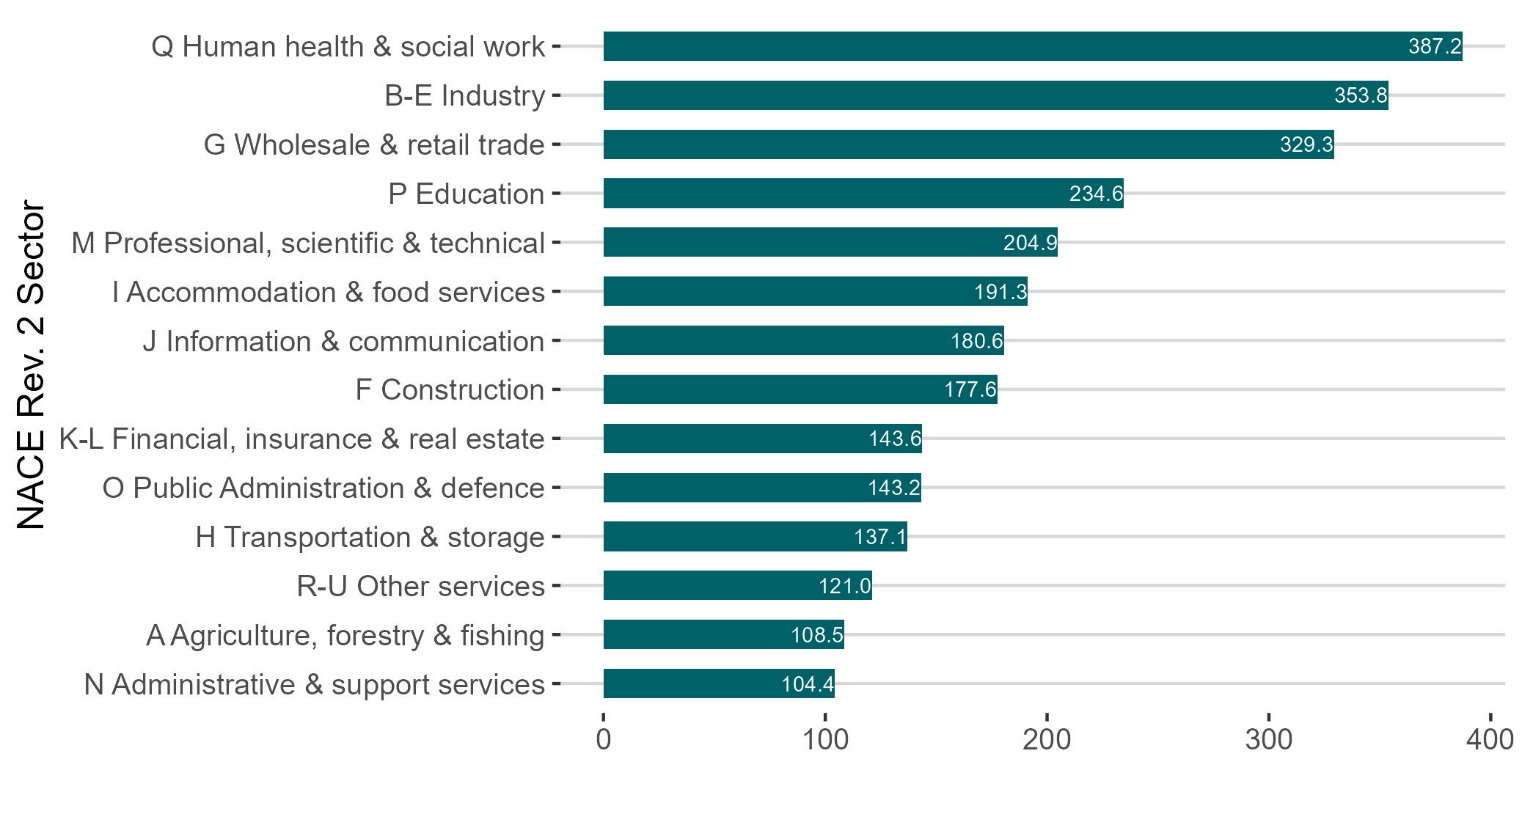 NACE Rev. 2 Sector
Q Human health & social work 387.2
B-E Industry 353.8
G Wholesale & retail trade 329.3
P Education 234.6
M Professional, scientific & technical 204.9
I Accommodation & food services 191.3
J Information & communication 180.6
F Construction 177.6
K-L Financial, insurance & real estate 143.6
O Public Administration & defence 143.2
H Transportation & storage 137.1
R-U Other services 121.0
A Agriculture, forestry & fishing 108.5
N Administrative & support services 104.4
0 100 200 300 400